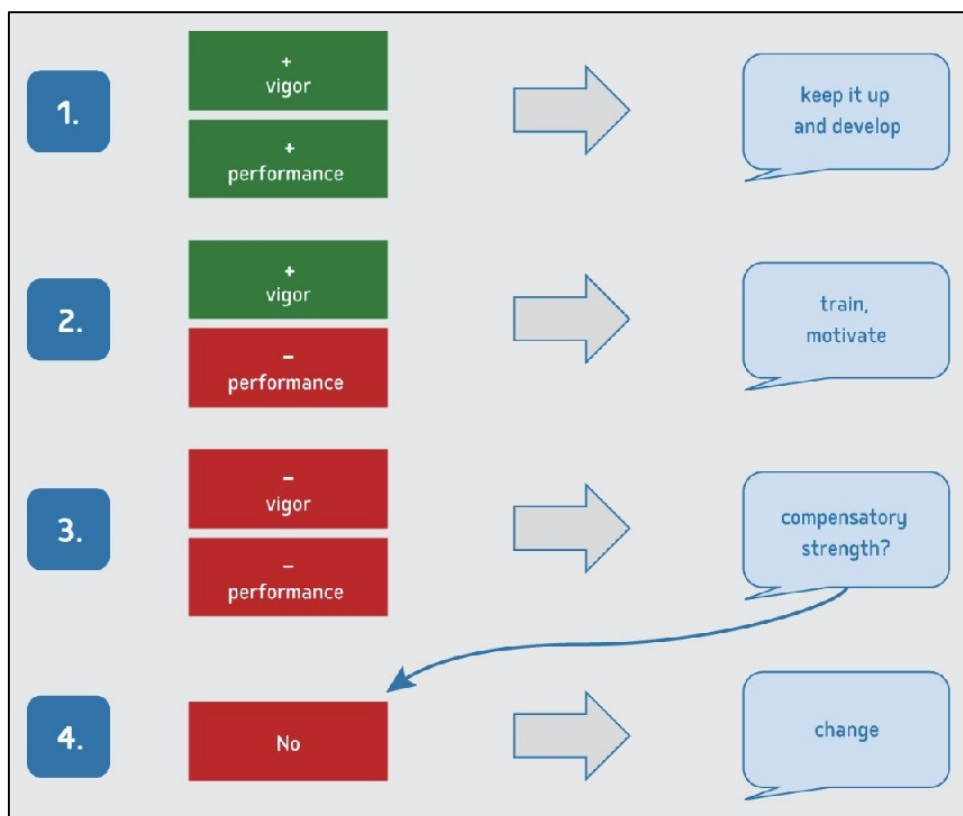 1.
+
vigor
+
performance
keep it up
and develop
2.
+
vigor
–
performance
train,
motivate
3.
–
vigor
–
performance
compensatory
strength?
4.
No
change